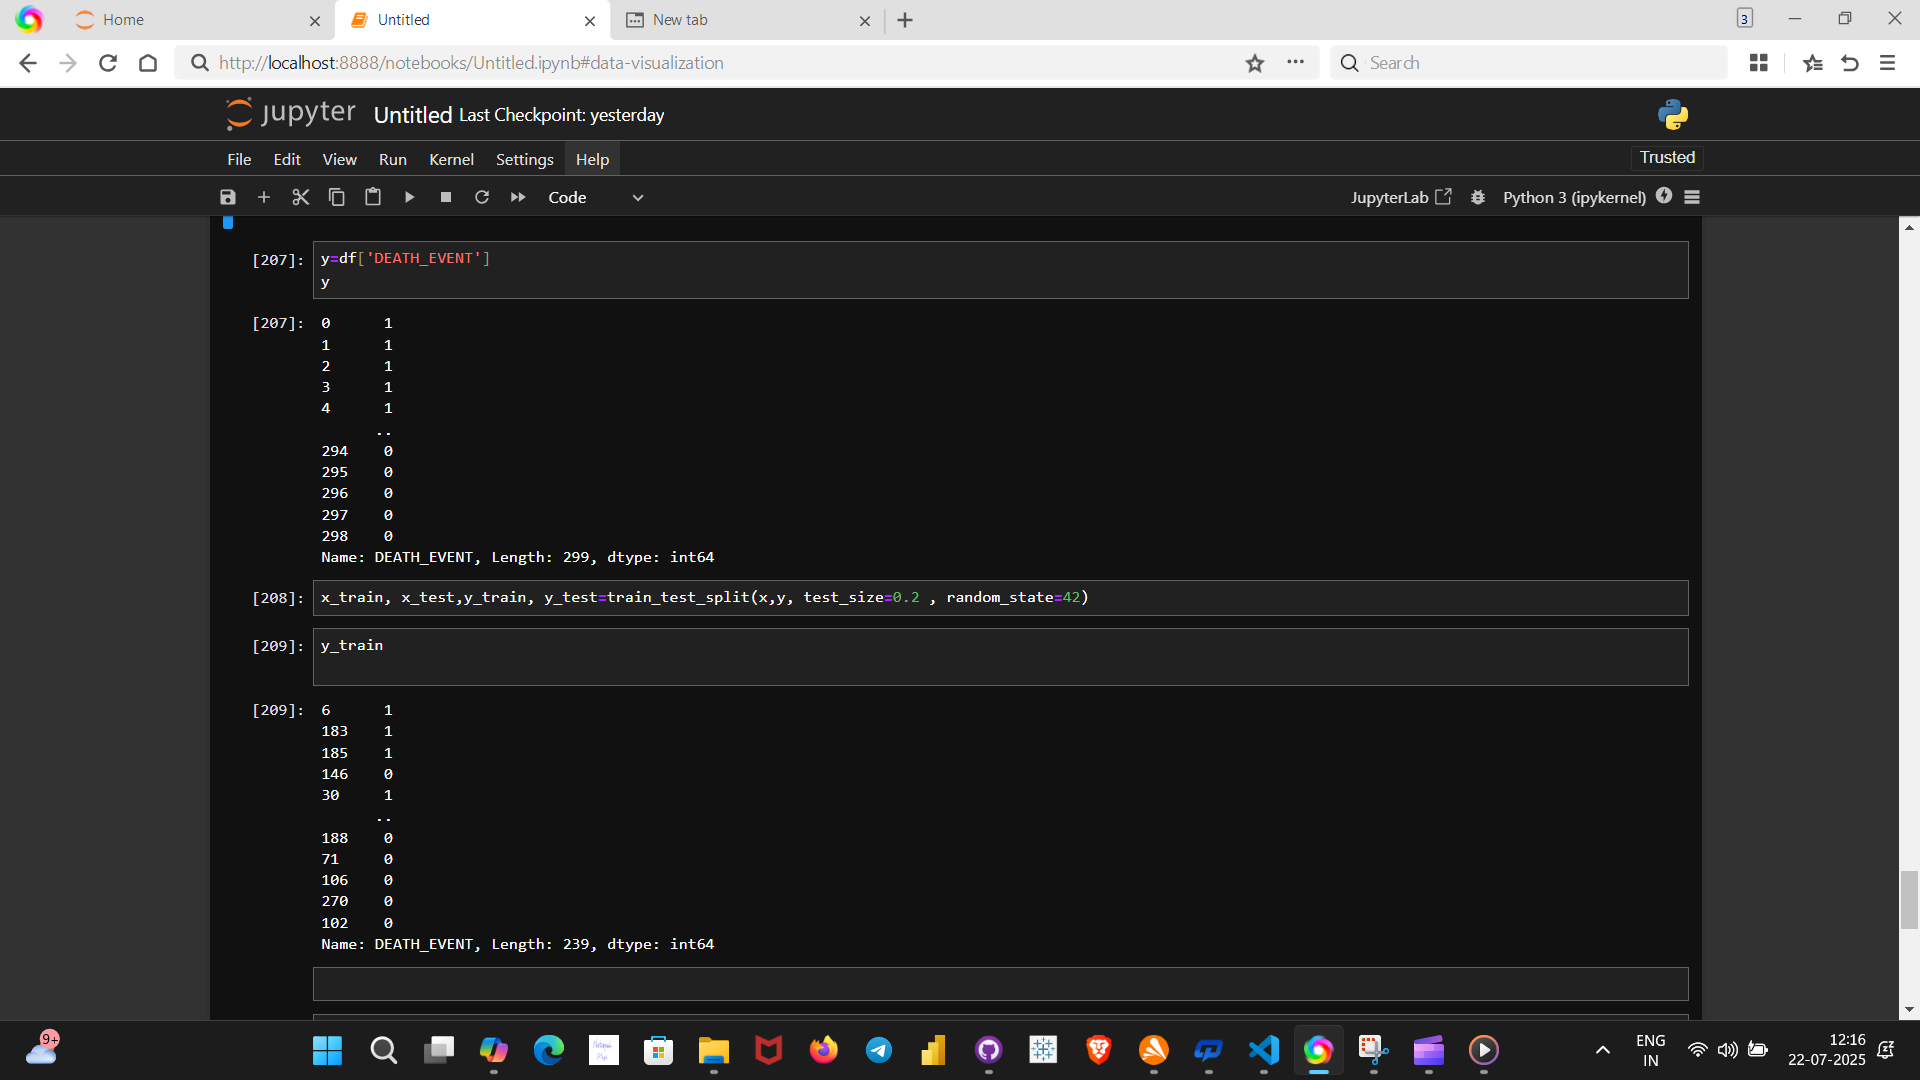 Home
Untitled
New tab
3
http://localhost:8888/notebooks/Untitled.ipynb#data-visualization
Search
jupyter Untitled Last Checkpoint: yesterday
File Edit View Run Kernel Settings Help
Trusted
Code
JupyterLab
Python 3 (ipykernel)
[207]: y=df['DEATH_EVENT']
y
[207]: 0 1
1 1
2 1
3 1
4 1
..
294 0
295 0
296 0
297 0
298 0
Name: DEATH_EVENT, Length: 299, dtype: int64
[208]: x_train, x_test,y_train, y_test=train_test_split(x,y, test_size=0.2 , random_state=42)
[209]: y_train
[209]: 6 1
183 1
185 1
146 0
30 1
..
188 0
71 0
106 0
270 0
102 0
Name: DEATH_EVENT, Length: 239, dtype: int64
9+
ENG
IN
12:16
22-07-2025